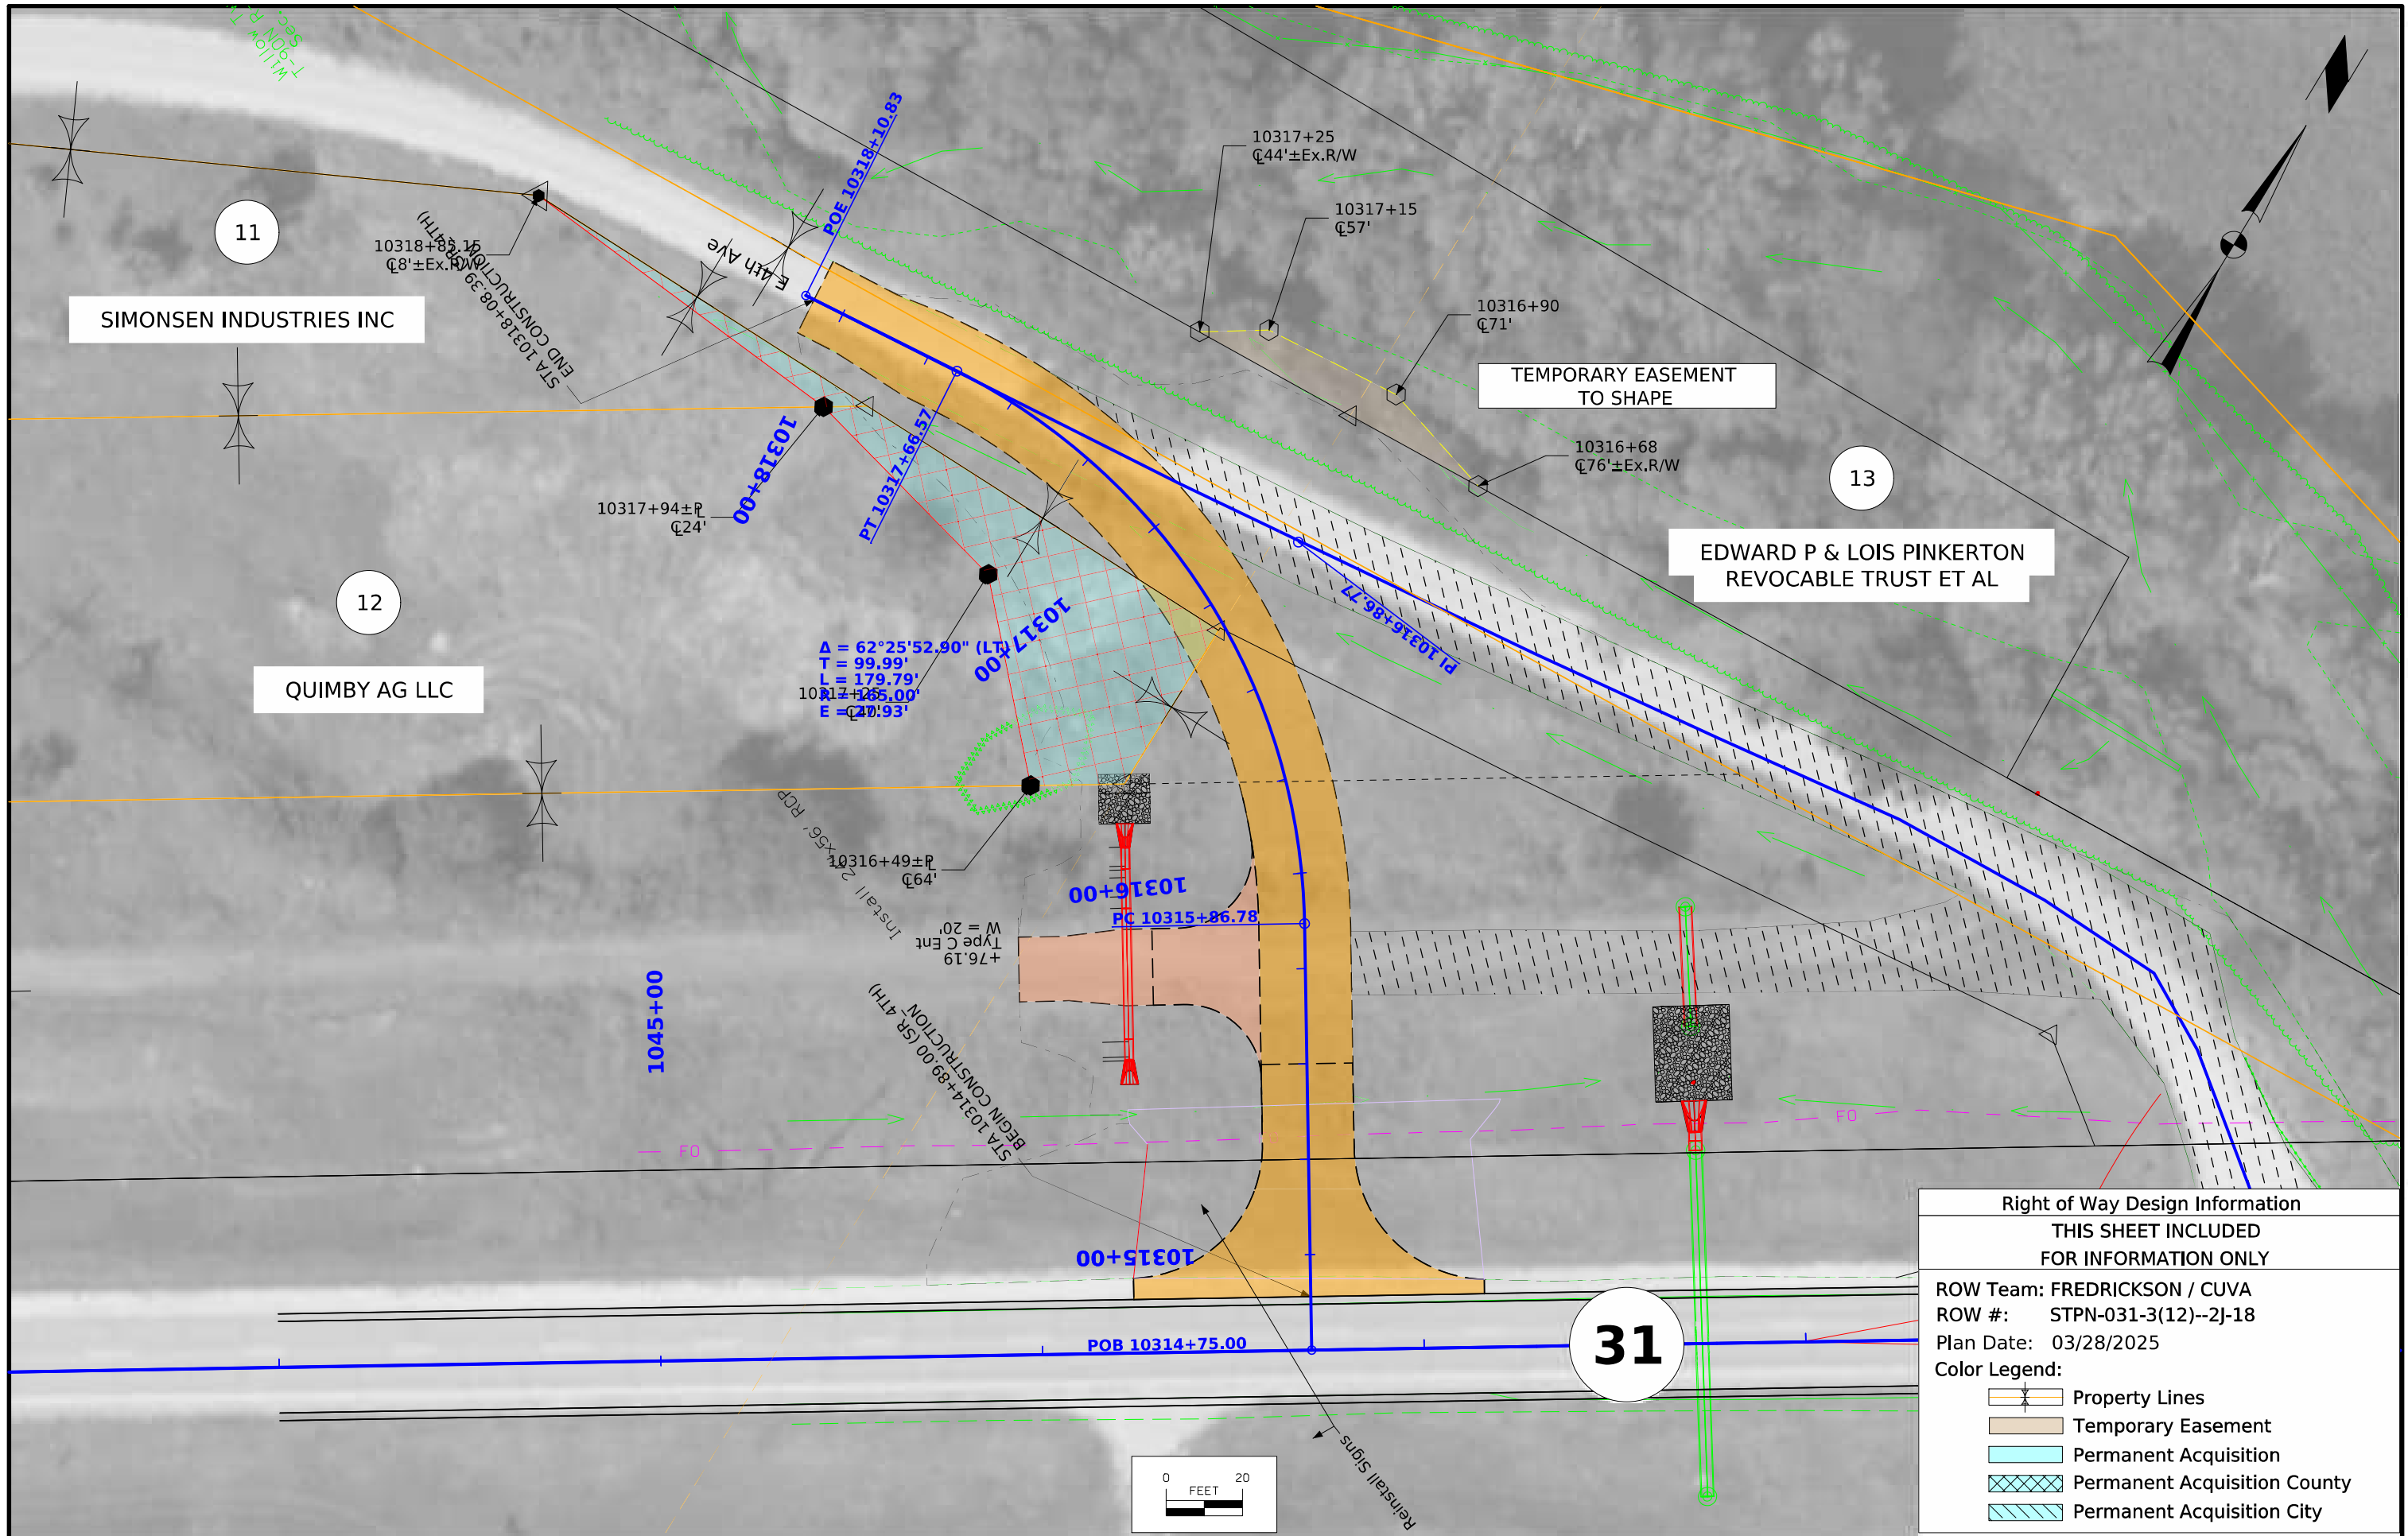 Willow
T-90N
Sec.
11
SIMONSEN INDUSTRIES INC
10318+85.15
℄8'±Ex.R/W
STA 10318+08.39
END CONSTRUCTION
E 4th Ave
POE 10318+10.83
10317+25
℄44'±Ex.R/W
10317+15
℄57'
10316+90
℄71'
TEMPORARY EASEMENT
TO SHAPE
10316+68
℄76'±Ex.R/W
13
EDWARD P & LOIS PINKERTON
REVOCABLE TRUST ET AL
10318+00
PT 10317+66.57
10317+94±℄
℄24'
12
QUIMBY AG LLC
PI 10316+86.77
10317+00
Δ = 62°25'52.90" (LT)
T = 99.99'
L = 179.79'
R = 165.00'
E = 27.93'
10316+49±℄
℄64'
10316+00
PC 10315+86.78
+76.19
Type C Ent
W = 20'
1045+00
STA 10314+89.00 (SR_4TH)
BEGIN CONSTRUCTION
FO
FO
10315+00
POB 10314+75.00
31
Reinstall Signs
0 20
FEET
Right of Way Design Information
THIS SHEET INCLUDED
FOR INFORMATION ONLY
ROW Team: FREDRICKSON / CUVA
ROW #: STPN-031-3(12)--2J-18
Plan Date: 03/28/2025
Color Legend:
Property Lines
Temporary Easement
Permanent Acquisition
Permanent Acquisition County
Permanent Acquisition City